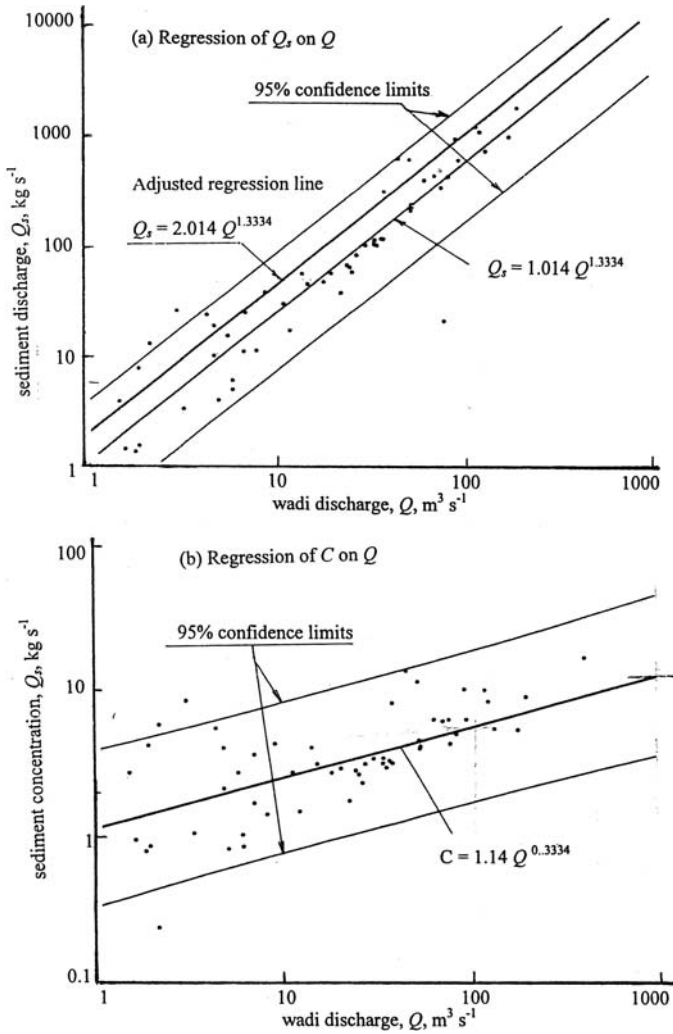 10000
(a) Regression of Qₛ on Q
95% confidence limits
1000
Adjusted regression line
Qₛ = 2.014 Q^1.3334
100
Qₛ = 1.014 Q^1.3334
10
1
sediment discharge, Qₛ, kg s⁻¹
1 10 100 1000
wadi discharge, Q, m³ s⁻¹
100
(b) Regression of C on Q
95% confidence limits
10
1
C = 1.14 Q^0..3334
0.1
sediment concentration, Qₛ, kg s⁻¹
1 10 100 1000
wadi discharge, Q, m³ s⁻¹